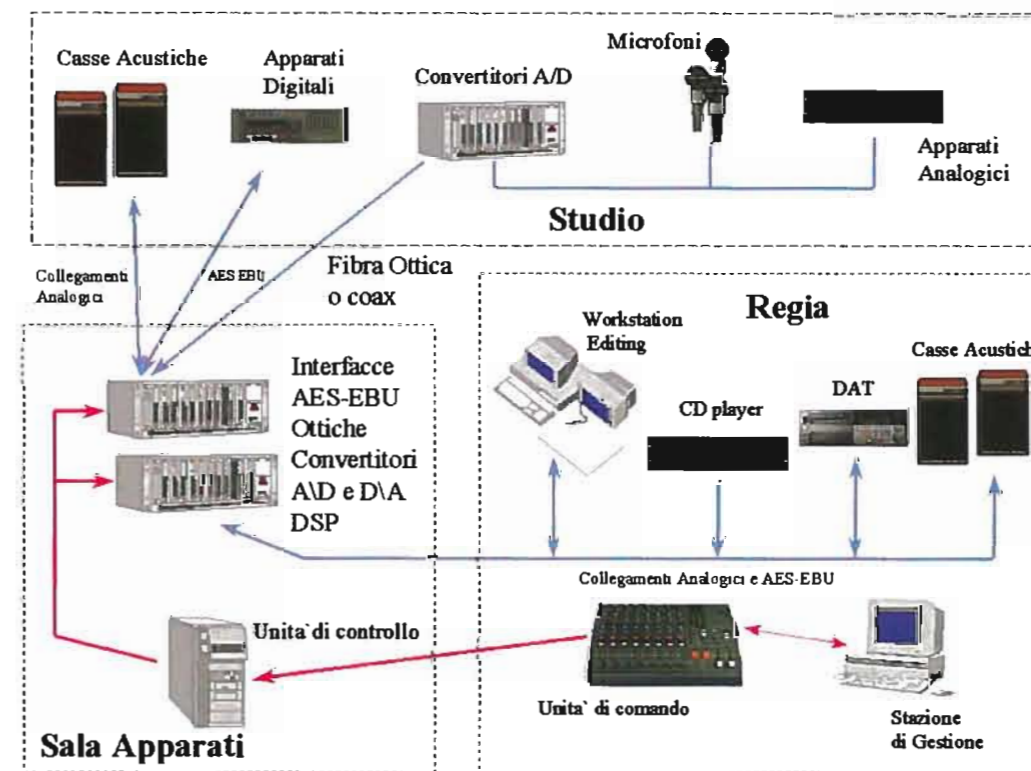 Casse Acustiche
Apparati
Digitali
Convertitori A/D
Microfoni
Apparati
Analogici
Studio
Collegamenti
Analogici
AES EBU
Fibra Ottica
o coax
Interfacce
AES-EBU
Ottiche
Convertitori
A\D e D\A
DSP
Regia
Workstation
Editing
CD player
DAT
Casse Acustich
Collegamenti Analogici e AES-EBU
Unita` di controllo
Unita` di comando
Stazione
di Gestione
Sala Apparati